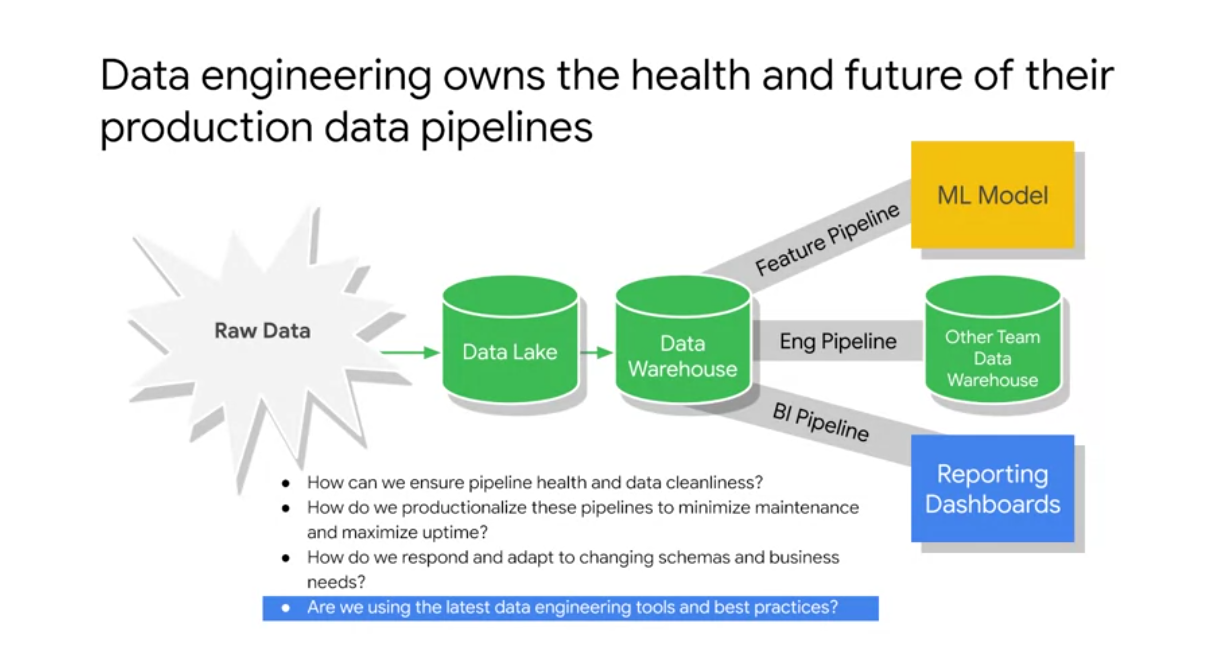 Data engineering owns the health and future of their
production data pipelines
Raw Data
Data Lake
Data
Warehouse
Feature Pipeline
Eng Pipeline
BI Pipeline
ML Model
Other Team
Data
Warehouse
Reporting
Dashboards
● How can we ensure pipeline health and data cleanliness?
● How do we productionalize these pipelines to minimize maintenance
and maximize uptime?
● How do we respond and adapt to changing schemas and business
needs?
● Are we using the latest data engineering tools and best practices?